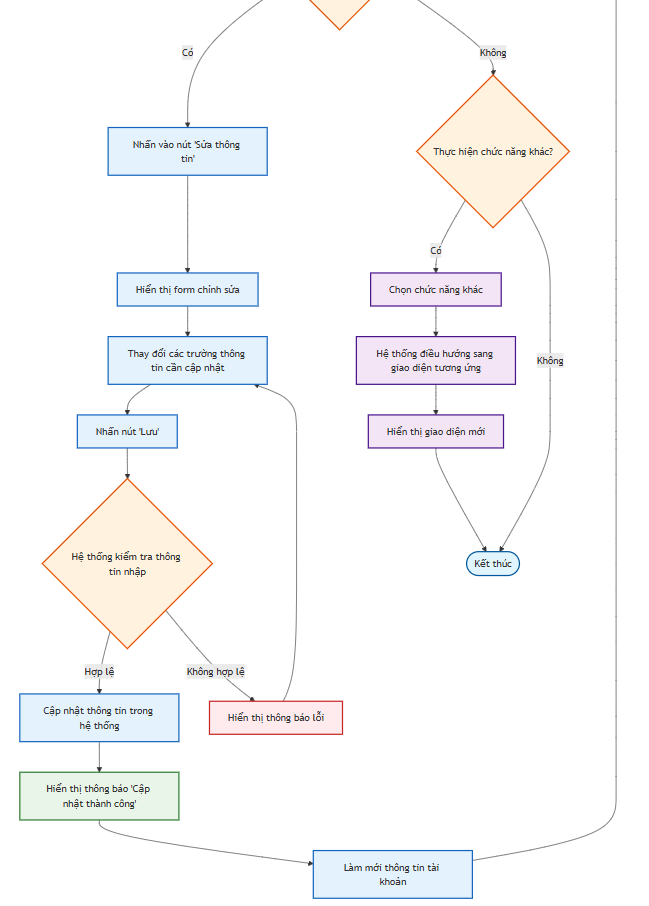 Có
Không
Nhấn vào nút 'Sửa thông
tin'
Thực hiện chức năng khác?
Có
Hiển thị form chỉnh sửa
Chọn chức năng khác
Thay đổi các trường thông
tin cần cập nhật
Hệ thống điều hướng sang
giao diện tương ứng
Không
Nhấn nút 'Lưu'
Hiển thị giao diện mới
Hệ thống kiểm tra thông
tin nhập
Kết thúc
Hợp lệ
Không hợp lệ
Cập nhật thông tin trong
hệ thống
Hiển thị thông báo lỗi
Hiển thị thông báo 'Cập
nhật thành công'
Làm mới thông tin tài
khoản